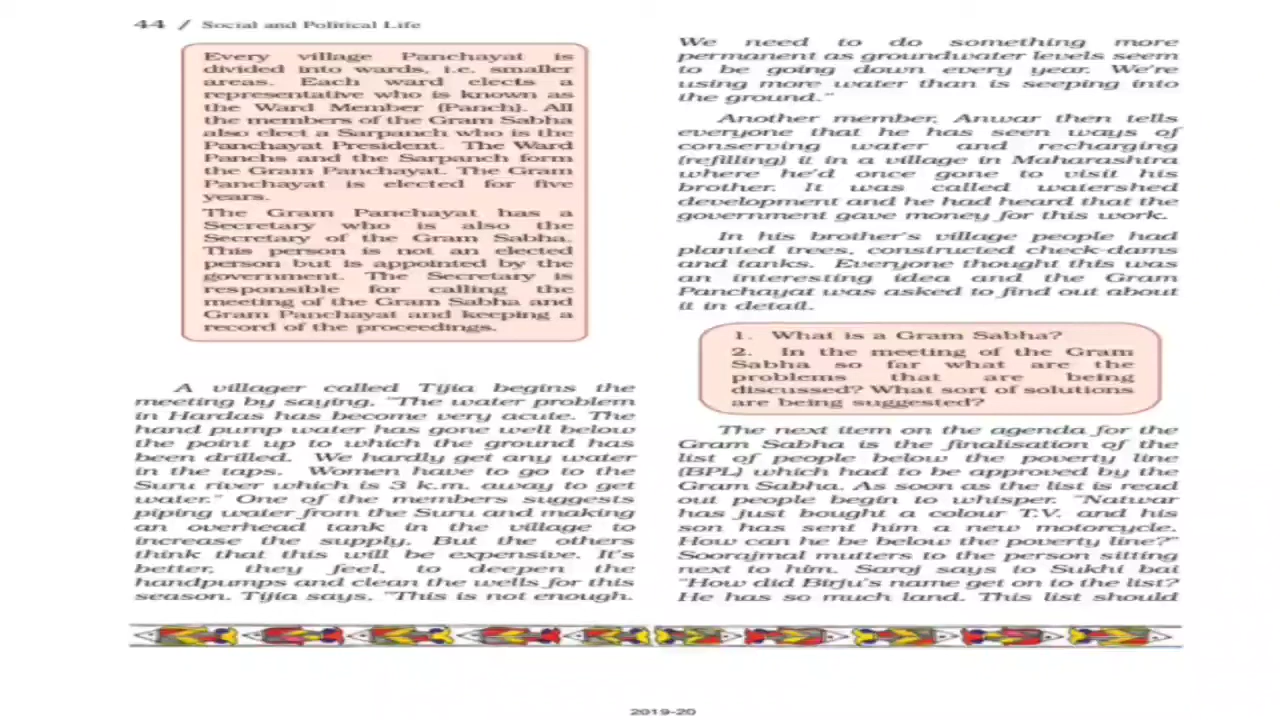 44 / Social and Political Life
Every village Panchayat is
divided into wards, i.e. smaller
areas. Each ward elects a
representative who is known as
the Ward Member (Panch). All
the members of the Gram Sabha
also elect a Sarpanch who is the
Panchayat President. The Ward
Panchs and the Sarpanch form
the Gram Panchayat. The Gram
Panchayat is elected for five
years.
The Gram Panchayat has a
Secretary who is also the
Secretary of the Gram Sabha.
This person is not an elected
person but is appointed by the
government. The Secretary is
responsible for calling the
meeting of the Gram Sabha and
Gram Panchayat and keeping a
record of the proceedings.
A villager called Tijia begins the
meeting by saying, "The water problem
in Hardas has become very acute. The
hand pump water has gone well below
the point up to which the ground has
been drilled. We hardly get any water
in the taps. Women have to go to the
Suru river which is 3 k.m. away to get
water." One of the members suggests
piping water from the Suru and making
an overhead tank in the village to
increase the supply. But the others
think that this will be expensive. It's
better, they feel, to deepen the
handpumps and clean the wells for this
season. Tijia says, "This is not enough.
We need to do something more
permanent as groundwater levels seem
to be going down every year. We're
using more water than is seeping into
the ground."
Another member, Anwar then tells
everyone that he has seen ways of
conserving water and recharging
(refilling) it in a village in Maharashtra
where he'd once gone to visit his
brother. It was called watershed
development and he had heard that the
government gave money for this work.
In his brother's village people had
planted trees, constructed check-dams
and tanks. Everyone thought this was
an interesting idea and the Gram
Panchayat was asked to find out about
it in detail.
1. What is a Gram Sabha?
2. In the meeting of the Gram
Sabha so far what are the
problems that are being
discussed? What sort of solutions
are being suggested?
The next item on the agenda for the
Gram Sabha is the finalisation of the
list of people below the poverty line
(BPL) which had to be approved by the
Gram Sabha. As soon as the list is read
out people begin to whisper. "Natwar
has just bought a colour T.V. and his
son has sent him a new motorcycle.
How can he be below the poverty line?"
Soorajmal mutters to the person sitting
next to him. Saroj says to Sukhi bai
"How did Birju's name get on to the list?
He has so much land. This list should
2019-20